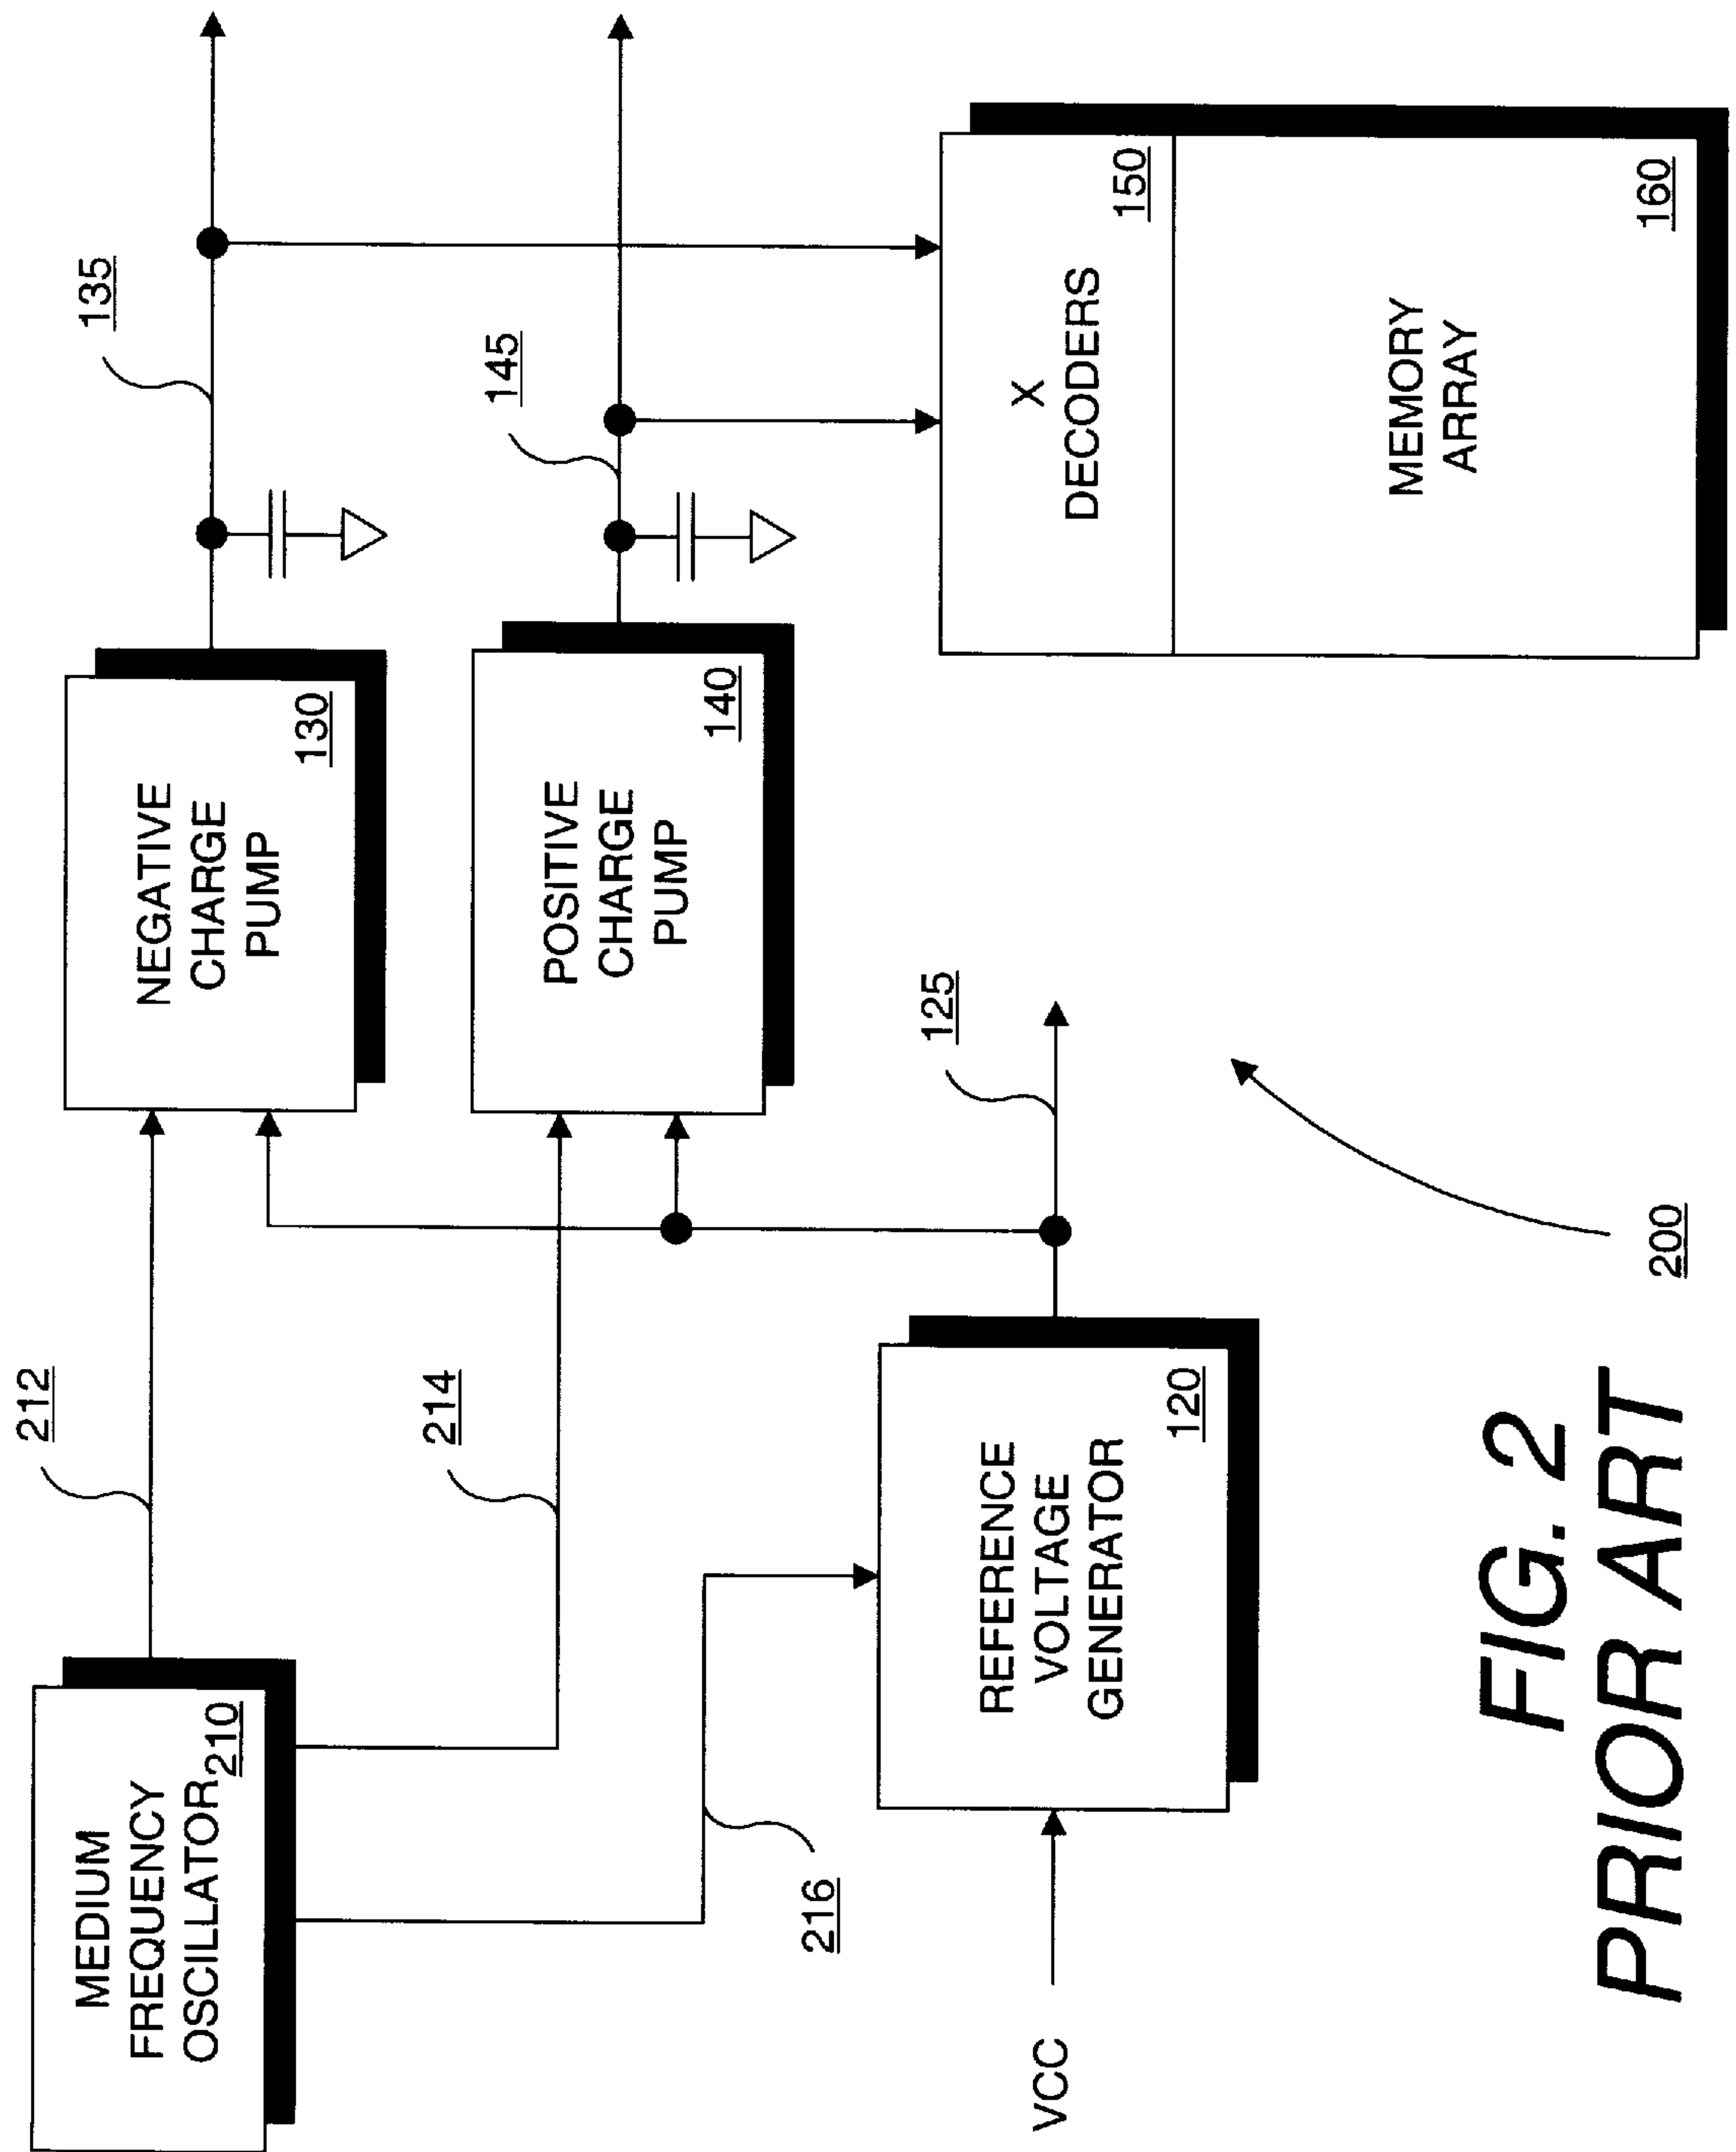 MEDIUM
FREQUENCY
OSCILLATOR
210
212
214
216
NEGATIVE
CHARGE
PUMP
130
135
POSITIVE
CHARGE
PUMP
140
145
VCC
REFERENCE
VOLTAGE
GENERATOR
120
125
X
DECODERS
150
MEMORY
ARRAY
160
200
FIG. 2
PRIOR ART